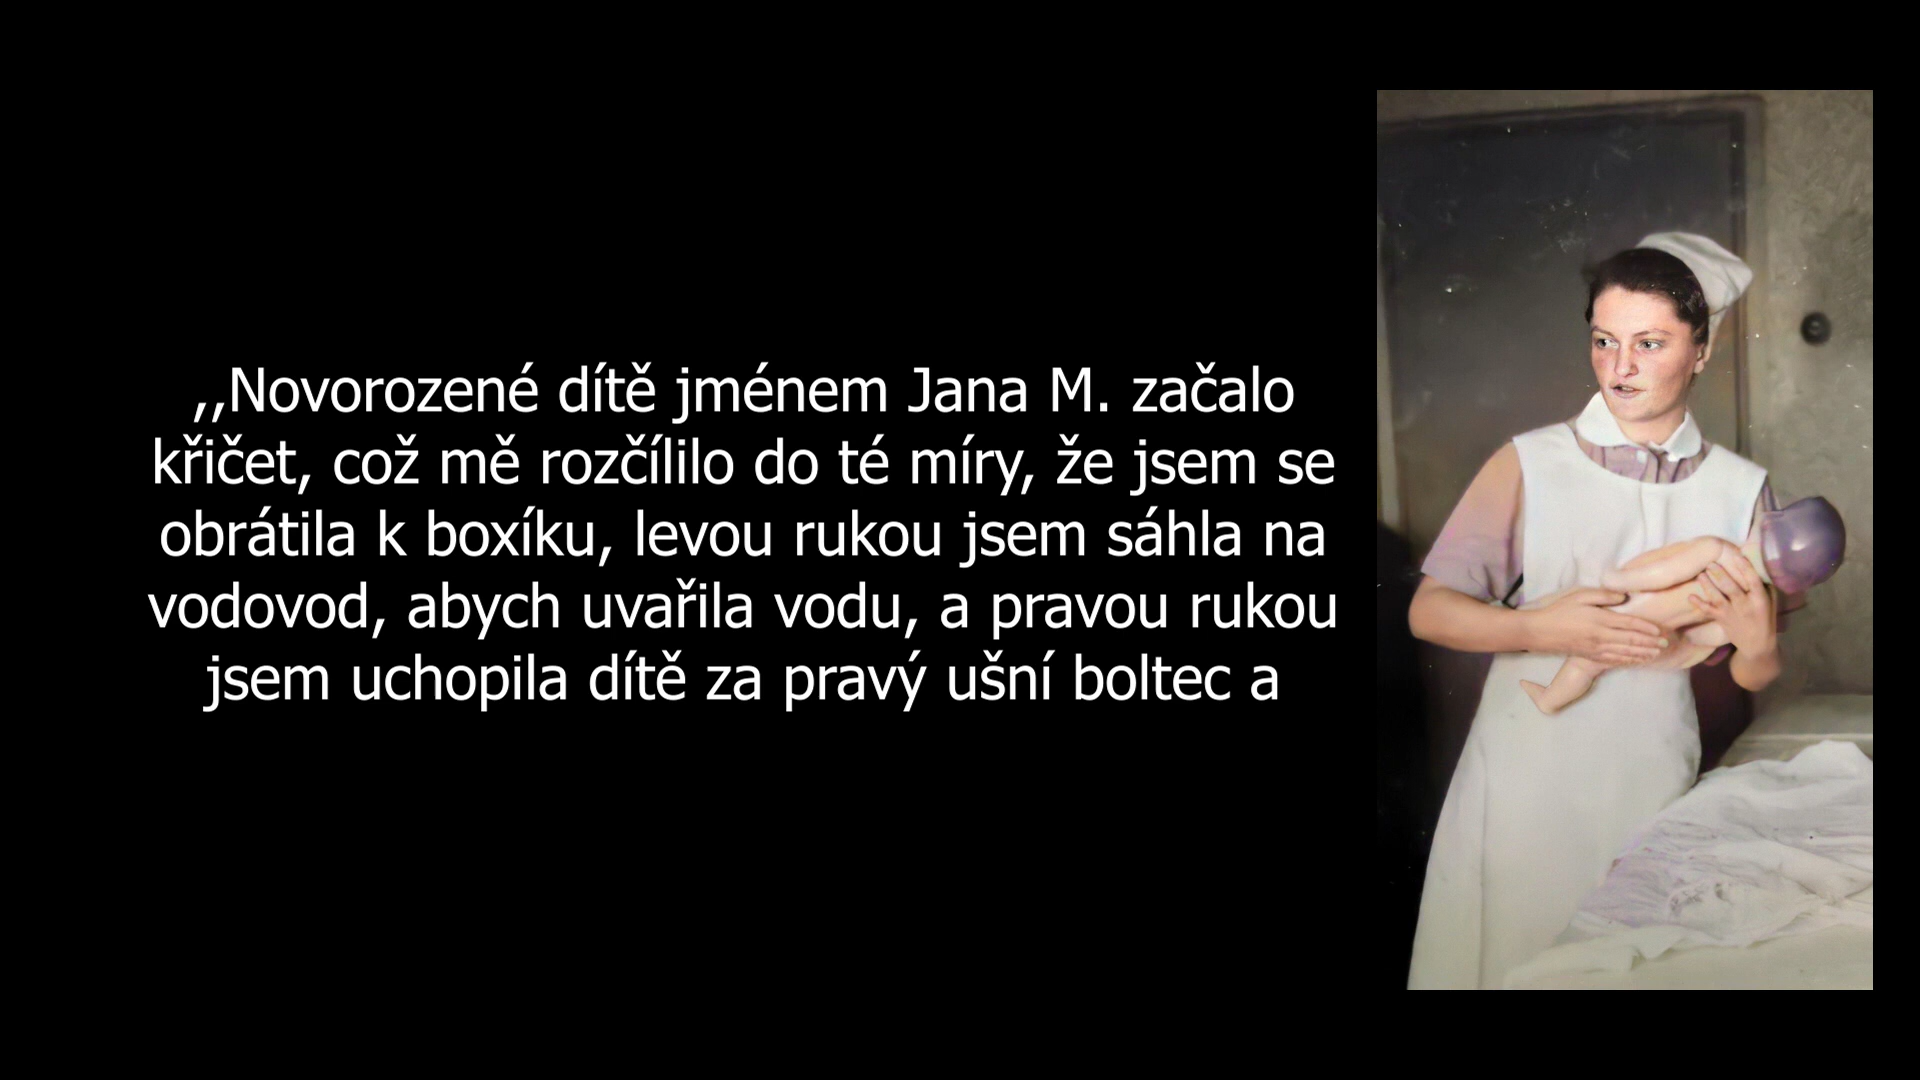 ,,Novorozené dítě jménem Jana M. začalo
křičet, což mě rozčílilo do té míry, že jsem se
obrátila k boxíku, levou rukou jsem sáhla na
vodovod, abych uvařila vodu, a pravou rukou
jsem uchopila dítě za pravý ušní boltec a